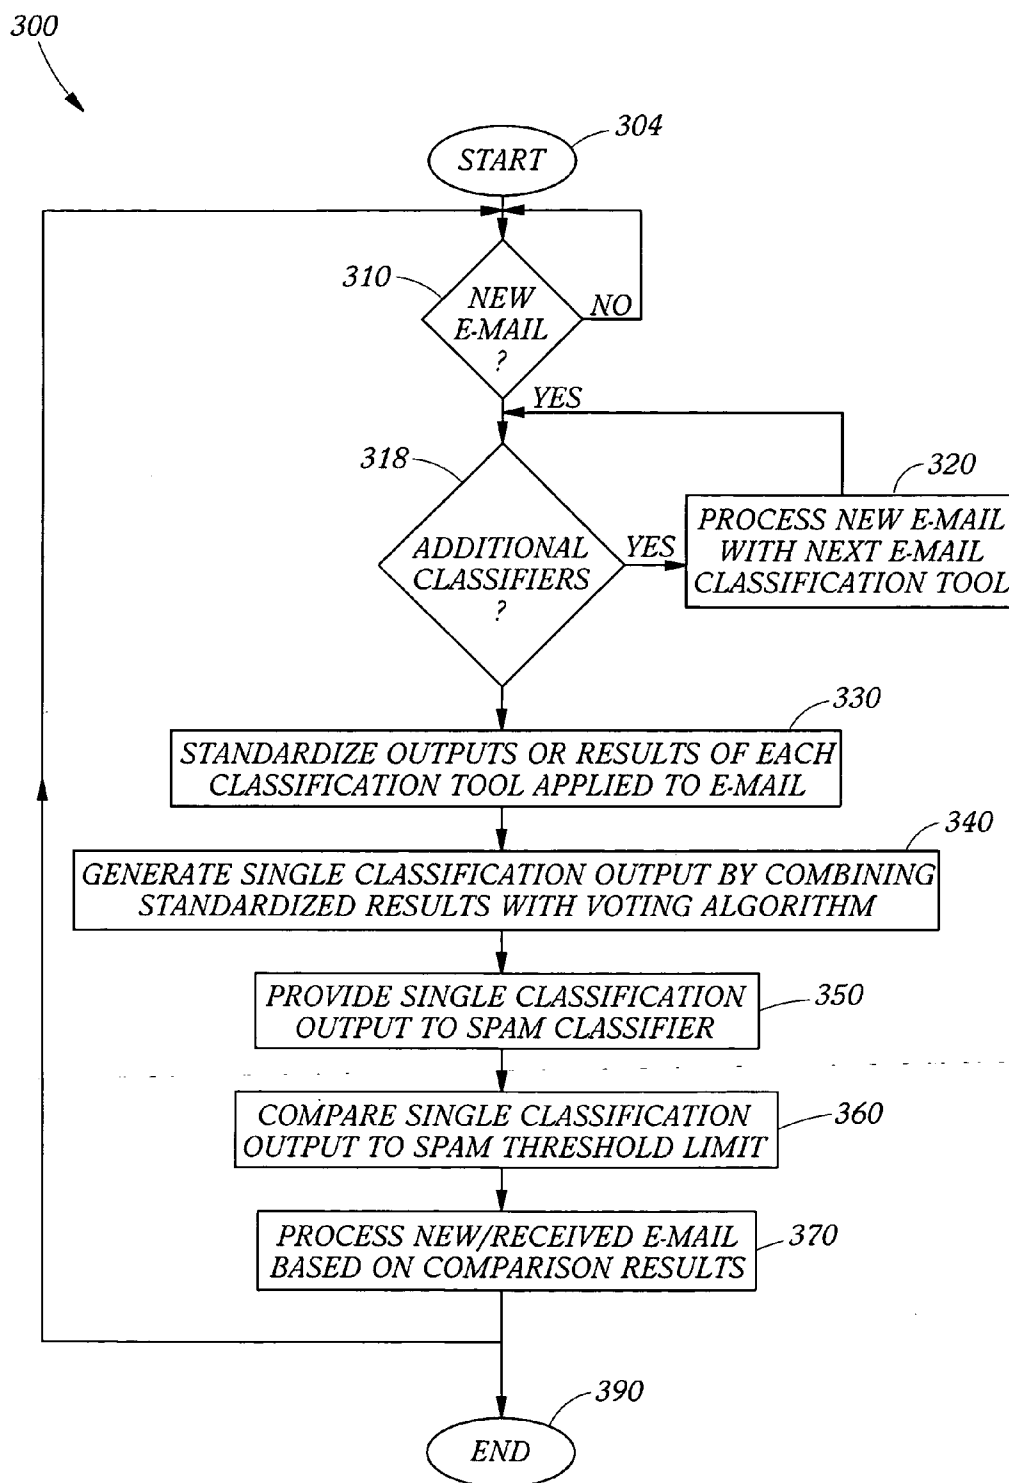 300
304
START
310
NEW
E-MAIL
?
NO
YES
318
ADDITIONAL
CLASSIFIERS
?
YES
320
PROCESS NEW E-MAIL
WITH NEXT E-MAIL
CLASSIFICATION TOOL
330
STANDARDIZE OUTPUTS OR RESULTS OF EACH
CLASSIFICATION TOOL APPLIED TO E-MAIL
340
GENERATE SINGLE CLASSIFICATION OUTPUT BY COMBINING
STANDARDIZED RESULTS WITH VOTING ALGORITHM
PROVIDE SINGLE CLASSIFICATION
OUTPUT TO SPAM CLASSIFIER
350
COMPARE SINGLE CLASSIFICATION
OUTPUT TO SPAM THRESHOLD LIMIT
360
PROCESS NEW/RECEIVED E-MAIL
BASED ON COMPARISON RESULTS
370
390
END